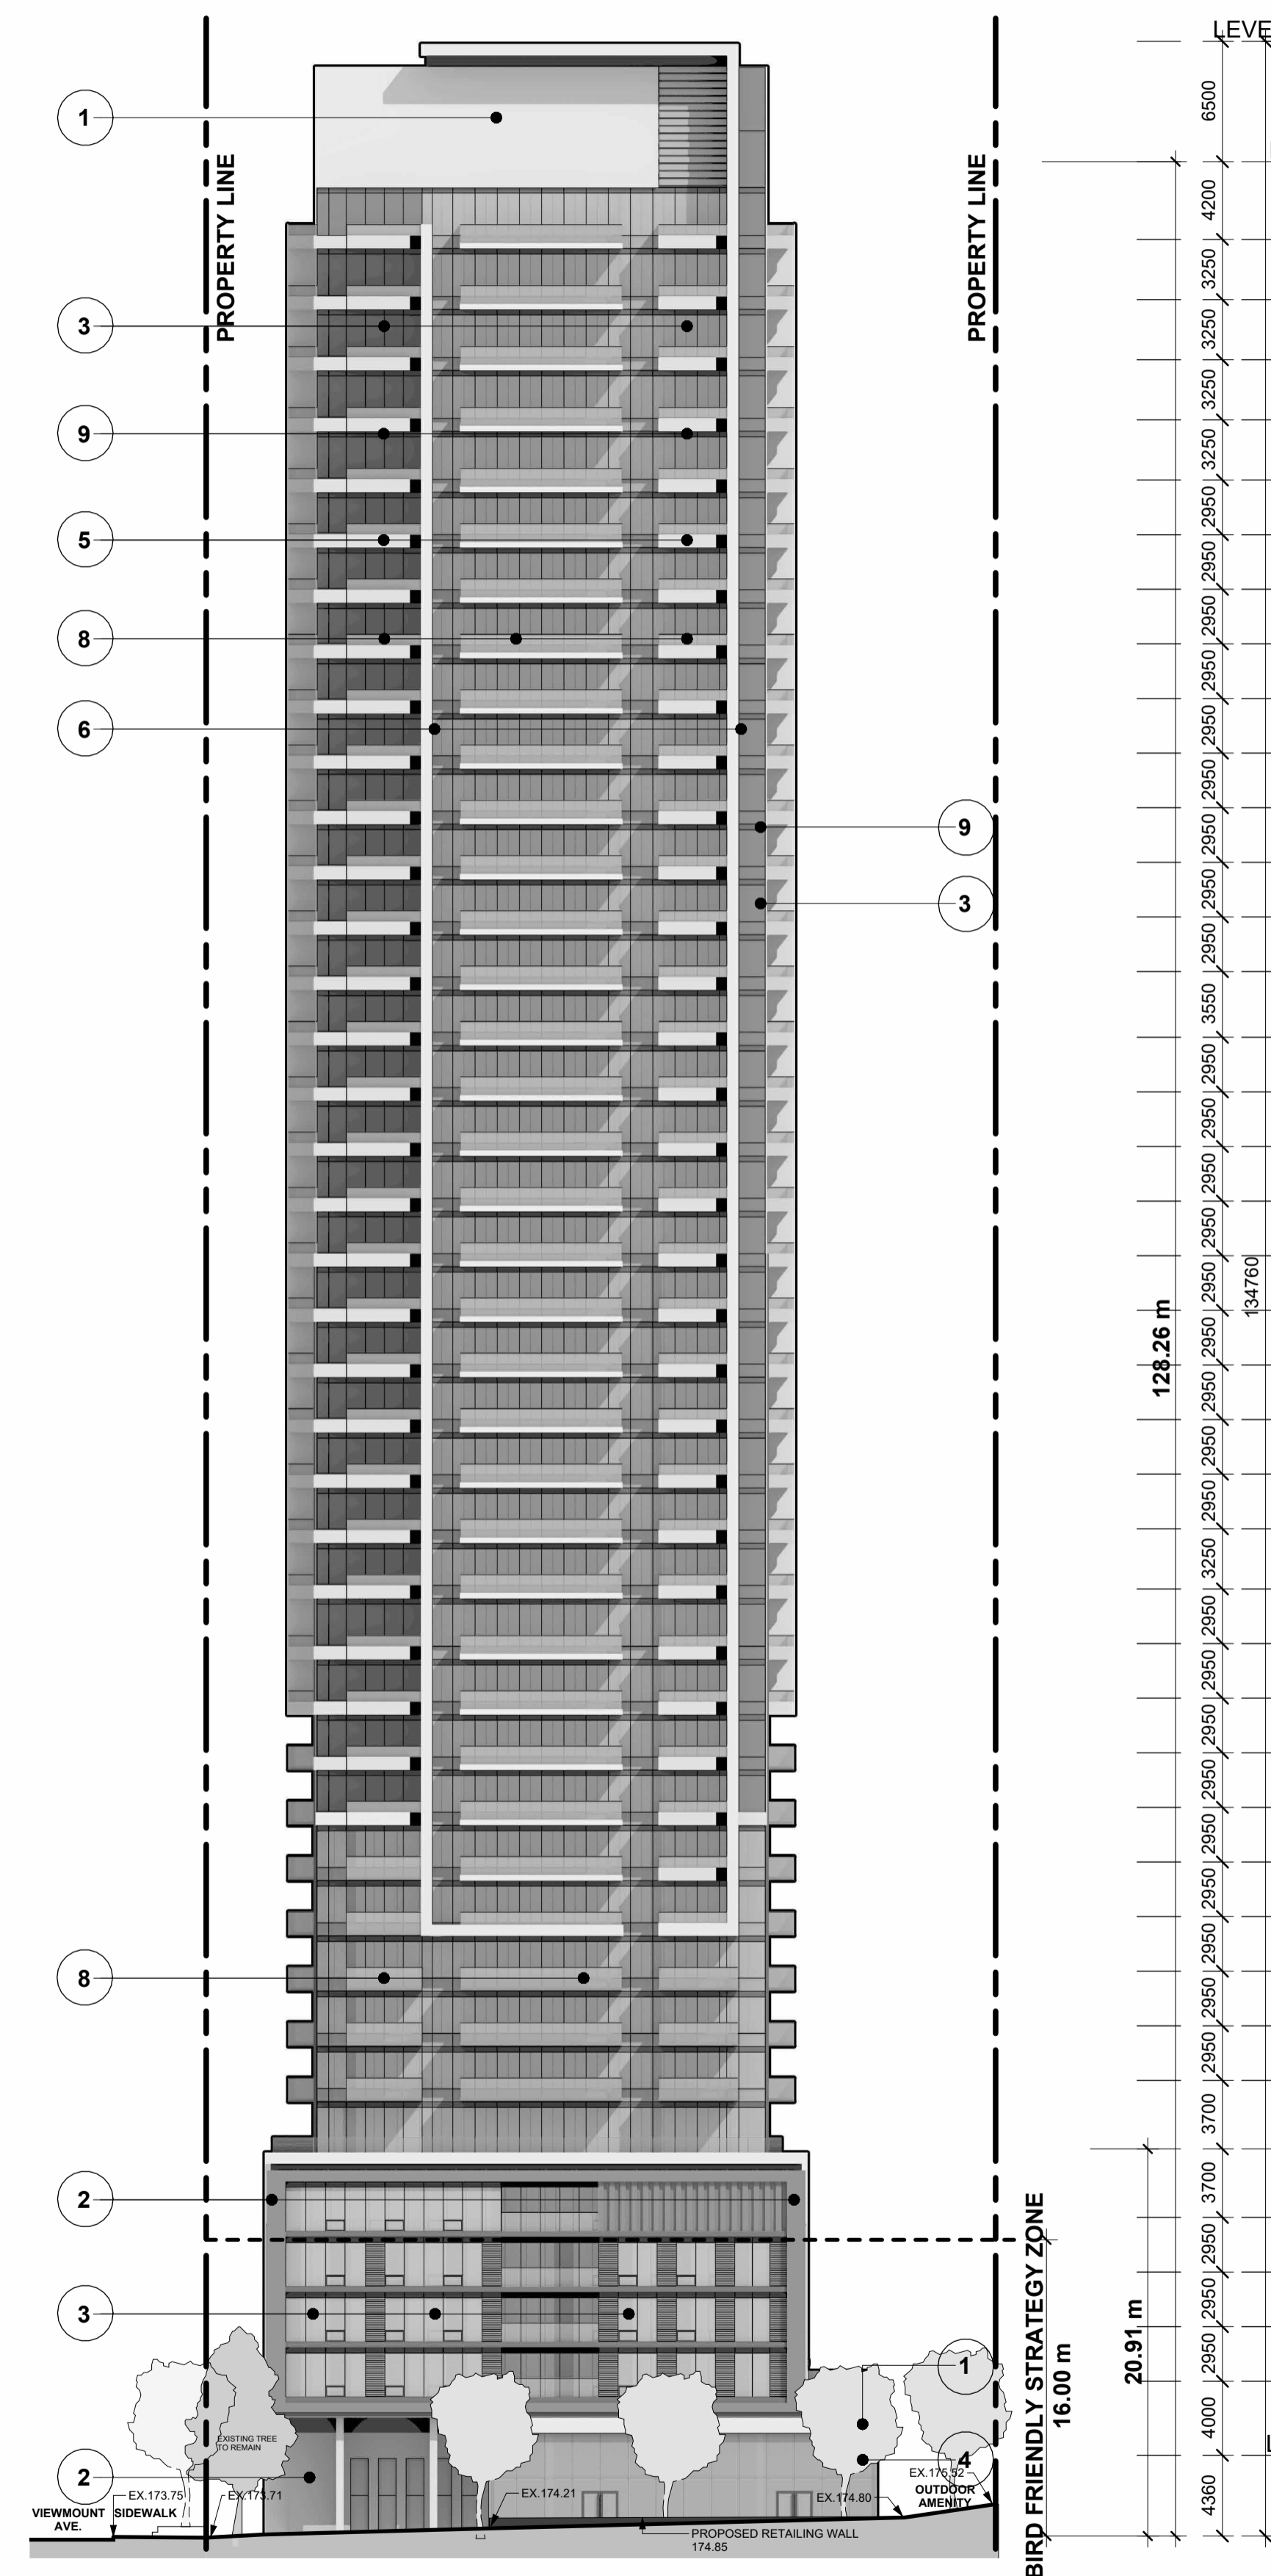 LEVE
1
PROPERTY LINE
PROPERTY LINE
3
9
5
8
6
9
3
8
2
3
2
1
4
6500
4200
3250
3250
3250
3250
2950
2950
2950
2950
2950
2950
2950
2950
2950
3550
2950
2950
2950
2950
2950
2950
2950
2950
2950
3250
2950
2950
2950
2950
2950
2950
2950
2950
2950
3700
3700
2950
2950
2950
4000
4360
134760
128.26 m
20.91 m
BIRD FRIENDLY STRATEGY ZONE
16.00 m
EXISTING TREE
TO REMAIN
EX.173.75
EX.173.71
VIEWMOUNT
AVE.
SIDEWALK
EX.174.21
EX.174.80
EX.175.52
OUTDOOR
AMENITY
PROPOSED RETAILING WALL
174.85